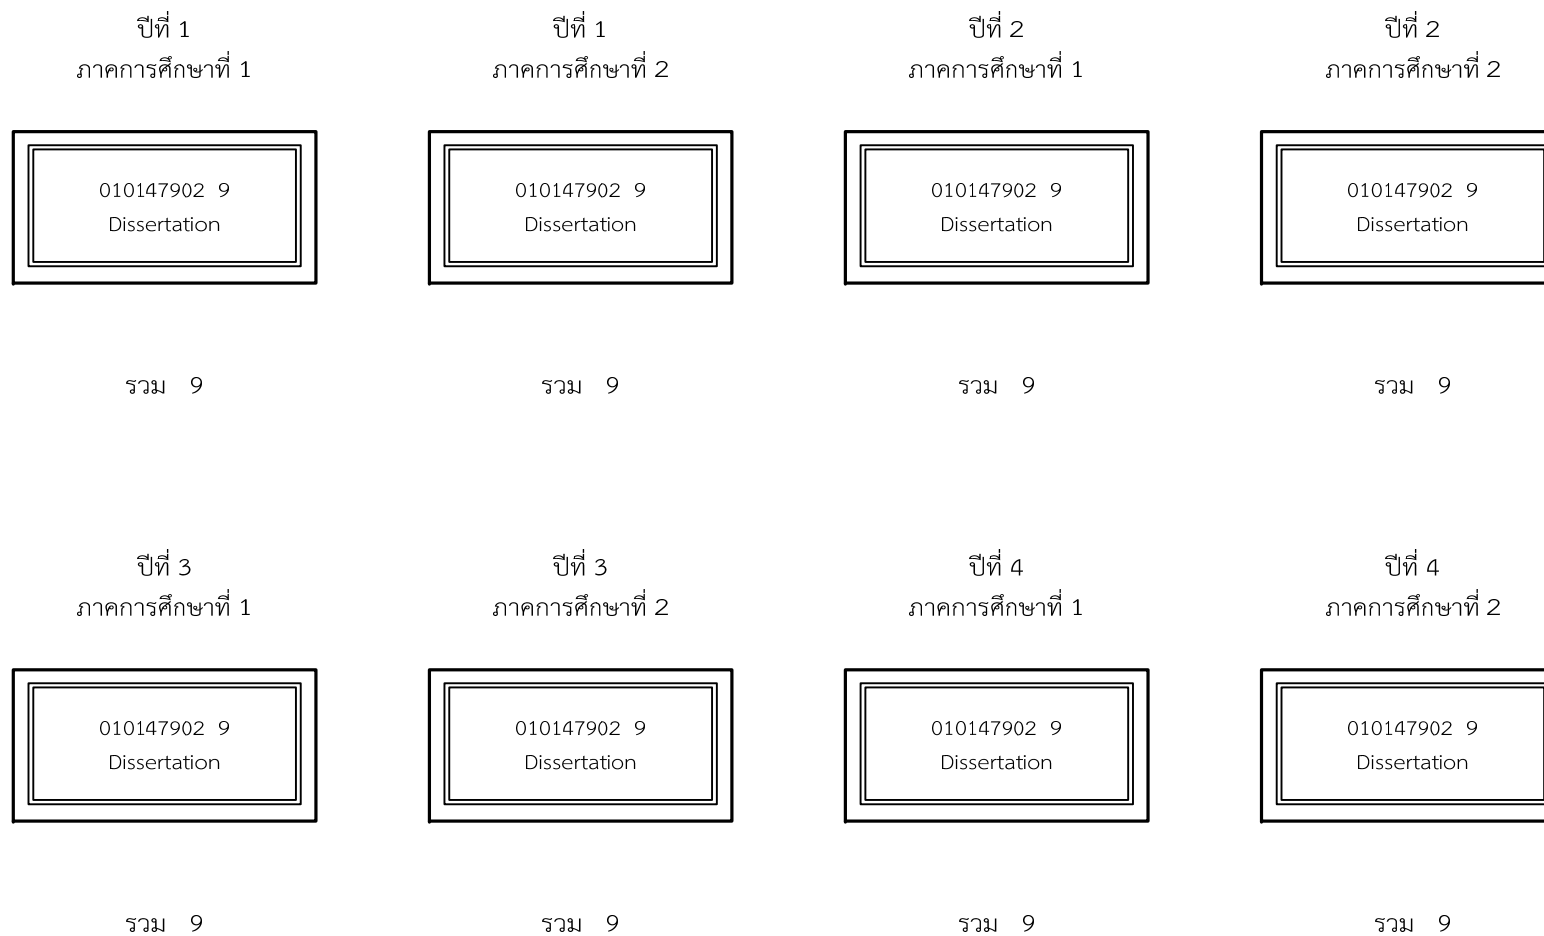 ปีที่ 1
ภาคการศึกษาที่ 1
010147902 9
Dissertation
รวม 9
ปีที่ 1
ภาคการศึกษาที่ 2
010147902 9
Dissertation
รวม 9
ปีที่ 2
ภาคการศึกษาที่ 1
010147902 9
Dissertation
รวม 9
ปีที่ 2
ภาคการศึกษาที่ 2
010147902 9
Dissertation
รวม 9
ปีที่ 3
ภาคการศึกษาที่ 1
010147902 9
Dissertation
รวม 9
ปีที่ 3
ภาคการศึกษาที่ 2
010147902 9
Dissertation
รวม 9
ปีที่ 4
ภาคการศึกษาที่ 1
010147902 9
Dissertation
รวม 9
ปีที่ 4
ภาคการศึกษาที่ 2
010147902 9
Dissertation
รวม 9